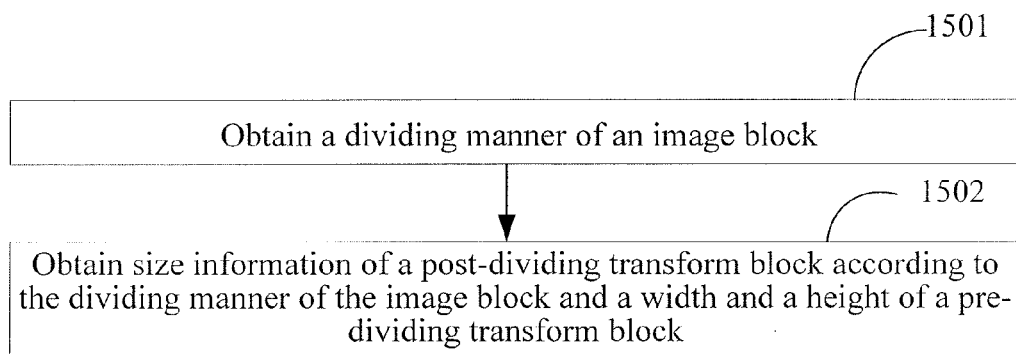 1501
Obtain a dividing manner of an image block
1502
Obtain size information of a post-dividing transform block according to
the dividing manner of the image block and a width and a height of a pre-
dividing transform block